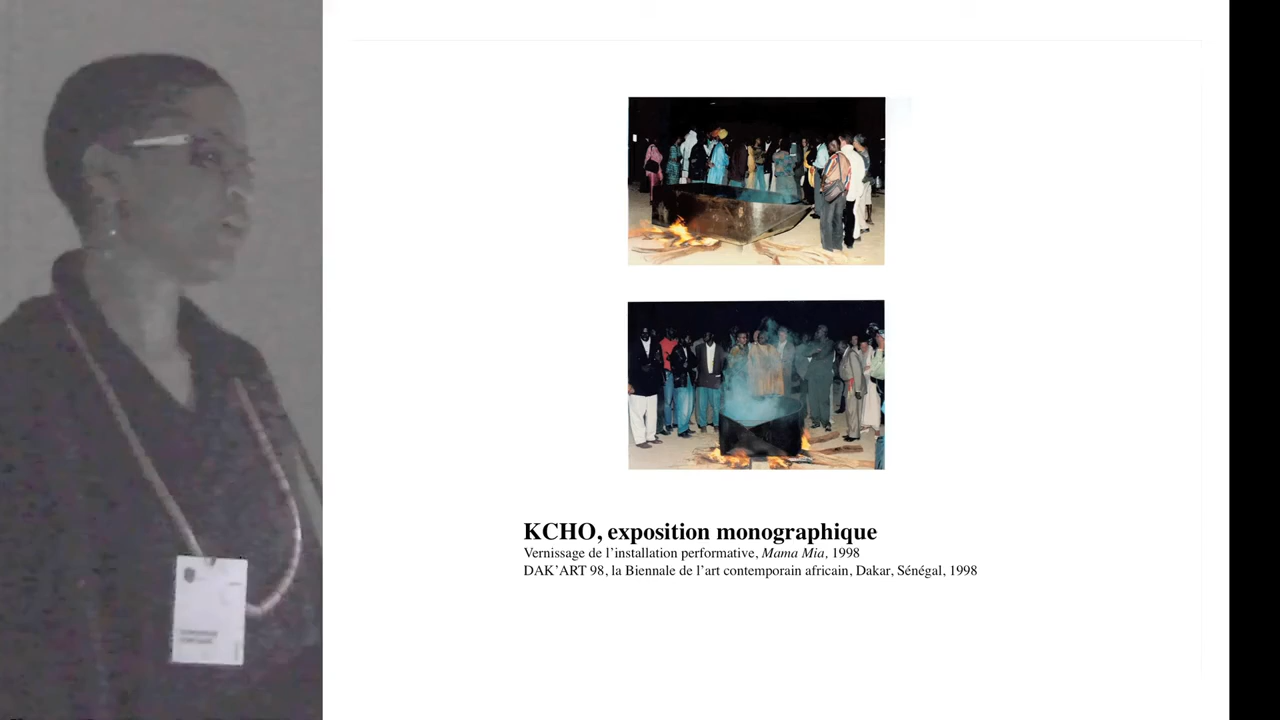 KCHO, exposition monographique
Vernissage de l’installation performative, Mama Mia, 1998
DAK’ART 98, la Biennale de l’art contemporain africain, Dakar, Sénégal, 1998